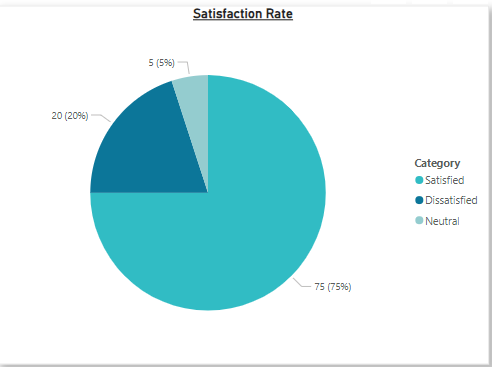 Satisfaction Rate
5 (5%)
20 (20%)
Category
Satisfied
Dissatisfied
Neutral
75 (75%)